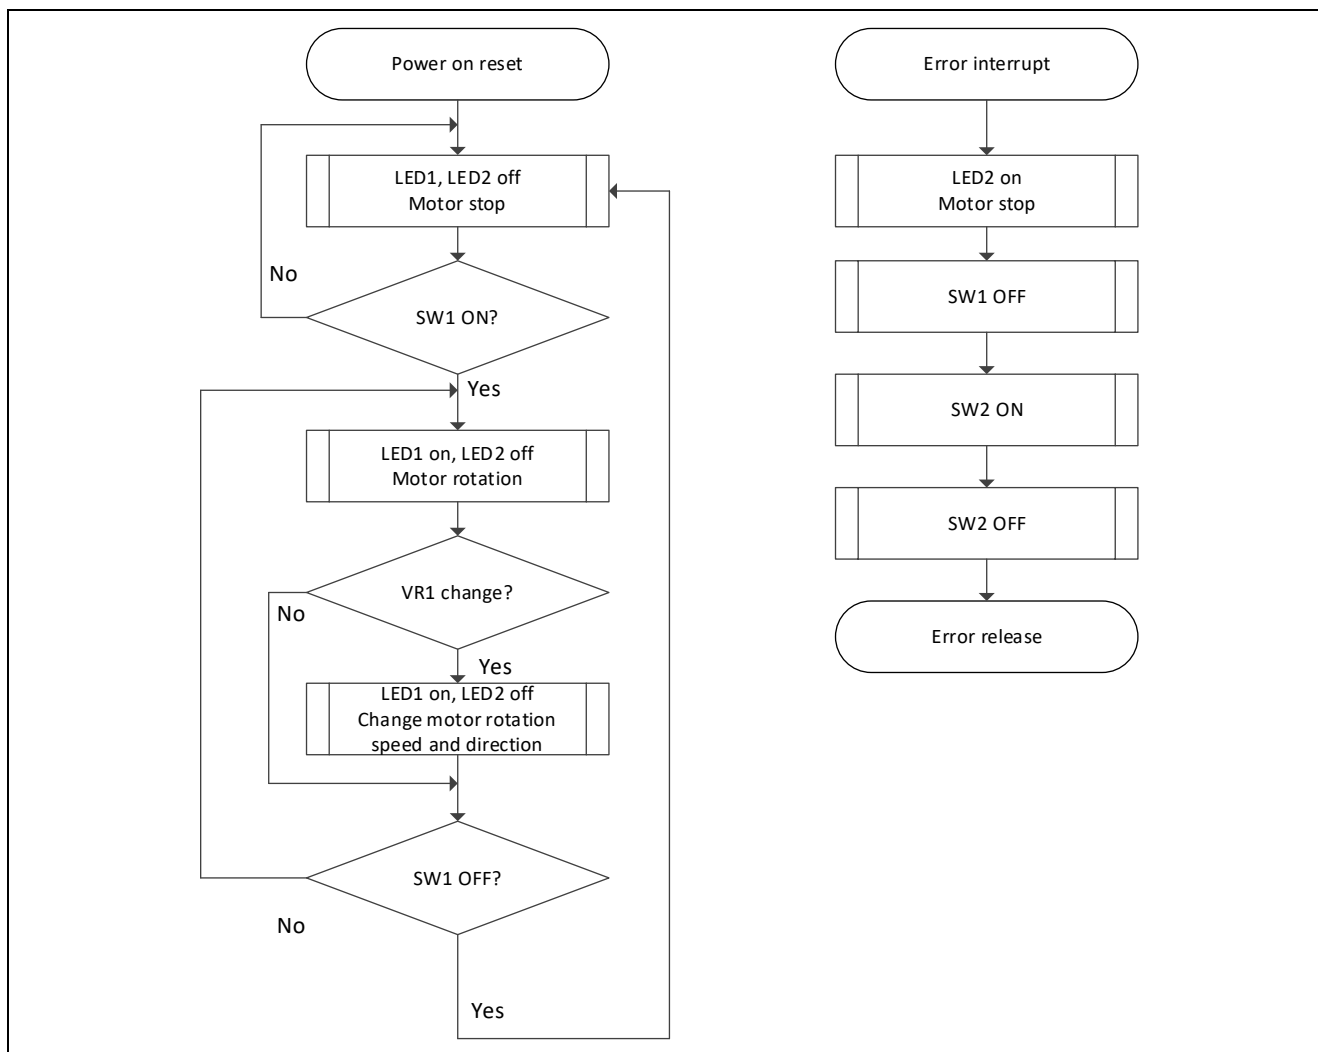 Power on reset
LED1, LED2 off
Motor stop
No
SW1 ON?
Yes
LED1 on, LED2 off
Motor rotation
VR1 change?
No
Yes
LED1 on, LED2 off
Change motor rotation
speed and direction
SW1 OFF?
No
Yes
Error interrupt
LED2 on
Motor stop
SW1 OFF
SW2 ON
SW2 OFF
Error release